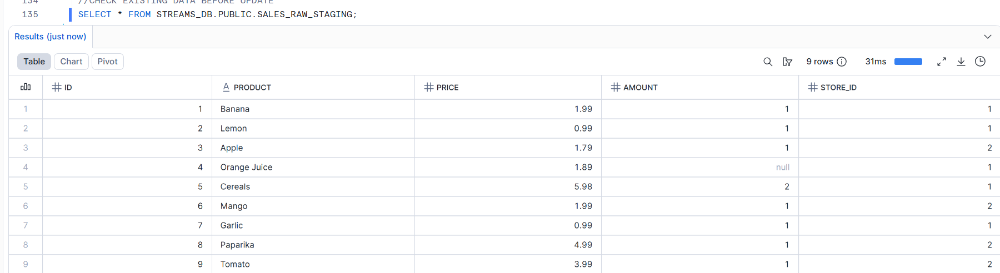 134 //CHECK EXISTING DATA BEFORE UPDATE
135 SELECT * FROM STREAMS_DB.PUBLIC.SALES_RAW_STAGING;
Results (just now)
Table Chart Pivot 9 rows 31ms
ID PRODUCT PRICE AMOUNT STORE_ID
1 1 Banana 1.99 1 1
2 2 Lemon 0.99 1 1
3 3 Apple 1.79 1 2
4 4 Orange Juice 1.89 null 1
5 5 Cereals 5.98 2 1
6 6 Mango 1.99 1 2
7 7 Garlic 0.99 1 1
8 8 Paparika 4.99 1 2
9 9 Tomato 3.99 1 2